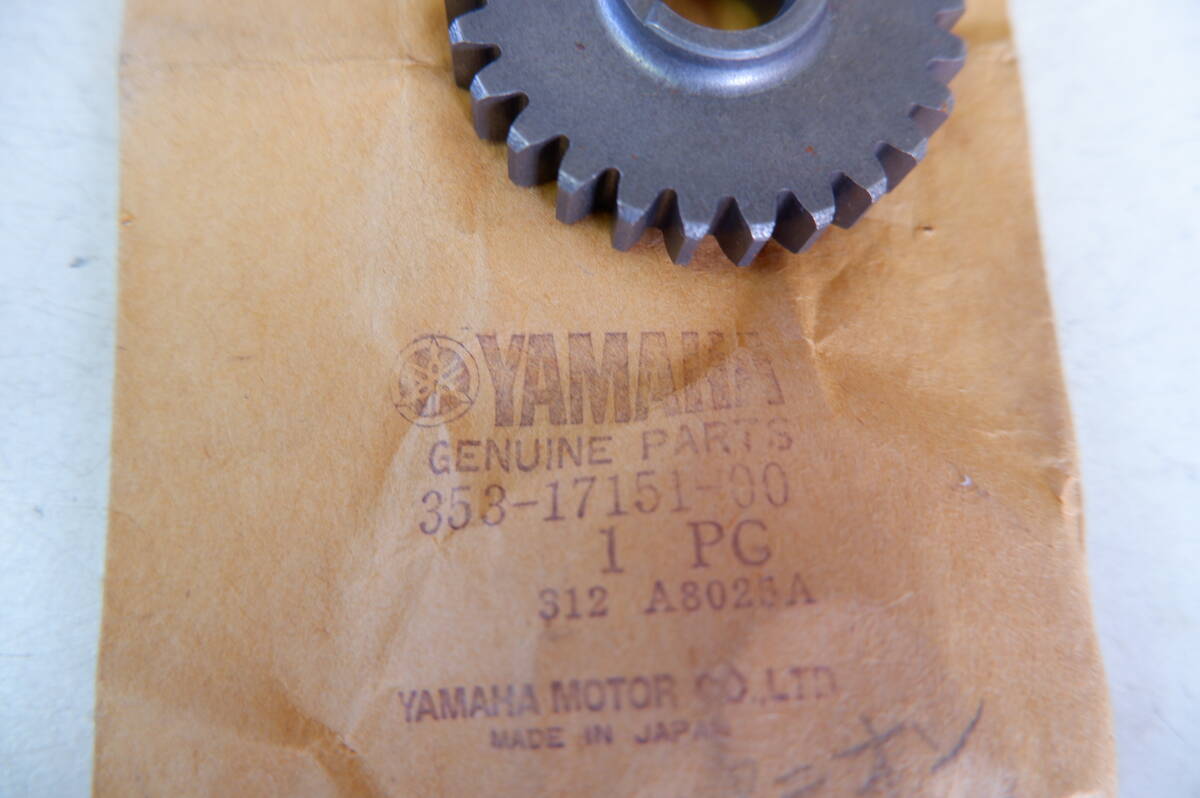 YAMAHA
GENUINE PARTS
353-17151-00
1 PG
312 A8025A
YAMAHA MOTOR CO.,LTD
MADE IN JAPAN